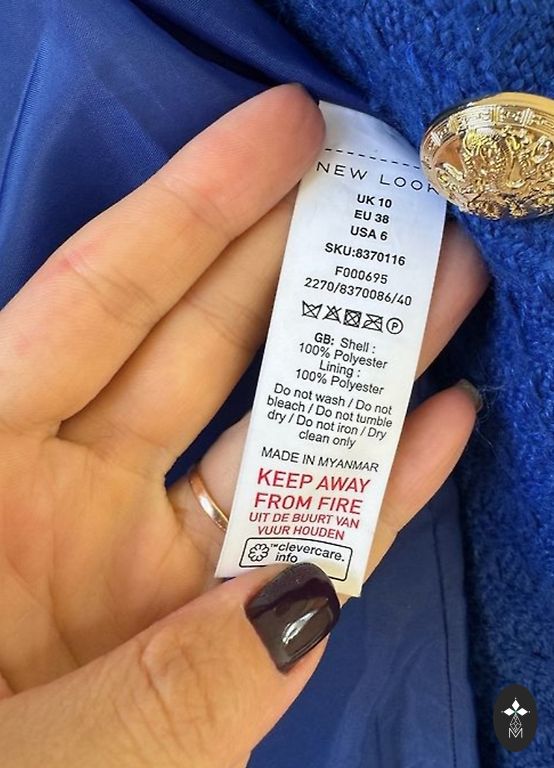 NEW LOOK
UK 10
EU 38
USA 6
SKU:8370116
F000695
2270/8370086/40
P
GB: Shell :
100% Polyester
Lining :
100% Polyester
Do not wash / Do not
bleach / Do not tumble
dry / Do not iron / Dry
clean only
MADE IN MYANMAR
KEEP AWAY
FROM FIRE
UIT DE BUURT VAN
VUUR HOUDEN
™clevercare.
info
M